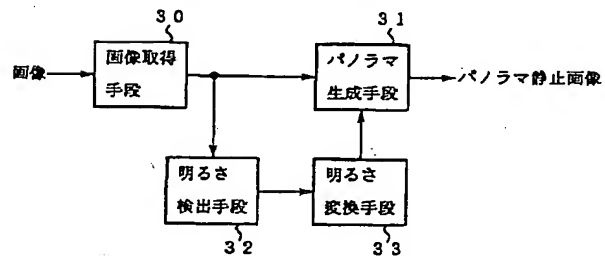 30
31
画像
画像取得
手段
パノラマ
生成手段
パノラマ静止画像
明るさ
検出手段
明るさ
変換手段
32
33